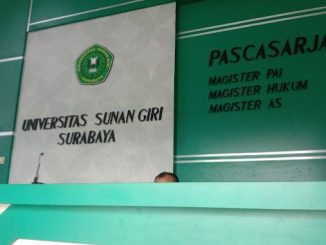 UNIVERSITAS SUNAN GIRI
SURABAYA
PASCASARJA
MAGISTER PAI
MAGISTER HUKUM
MAGISTER AS